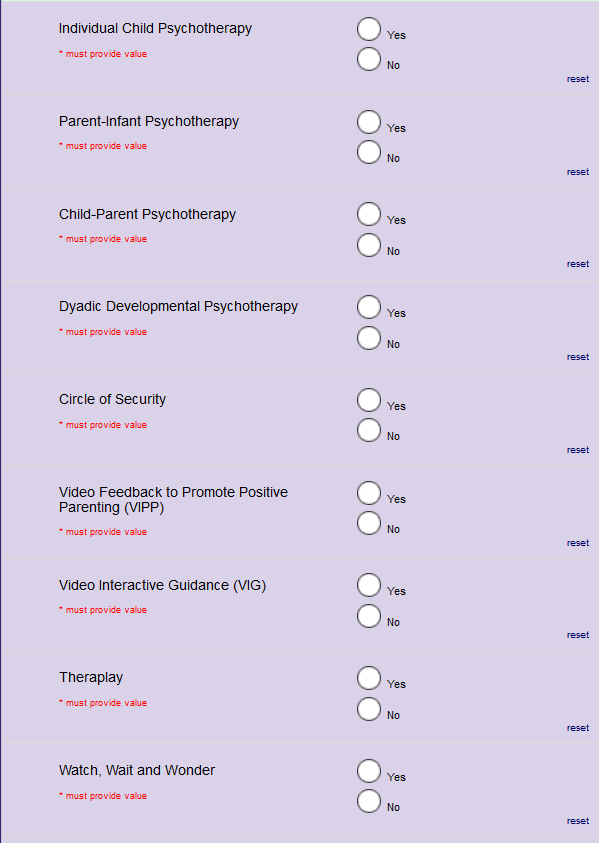 Individual Child Psychotherapy
Yes
* must provide value
No
reset
Parent-Infant Psychotherapy
Yes
* must provide value
No
reset
Child-Parent Psychotherapy
Yes
* must provide value
No
reset
Dyadic Developmental Psychotherapy
Yes
* must provide value
No
reset
Circle of Security
Yes
* must provide value
No
reset
Video Feedback to Promote Positive
Parenting (VIPP)
Yes
* must provide value
No
reset
Video Interactive Guidance (VIG)
Yes
* must provide value
No
reset
Theraplay
Yes
* must provide value
No
reset
Watch, Wait and Wonder
Yes
* must provide value
No
reset